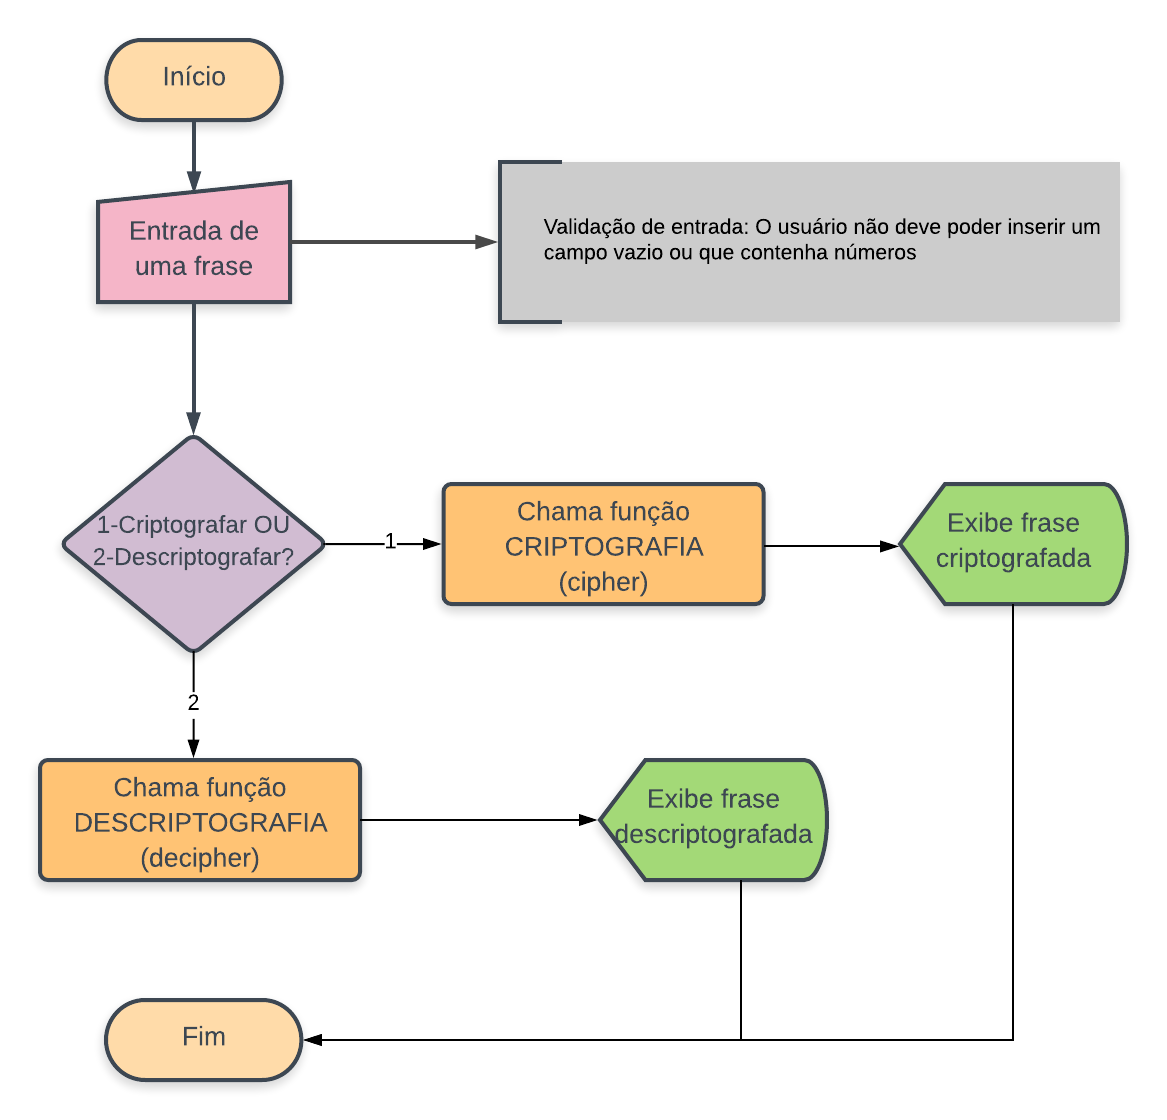 Início
Entrada de
uma frase
Validação de entrada: O usuário não deve poder inserir um
campo vazio ou que contenha números
1-Criptografar OU
2-Descriptografar?
1
Chama função
CRIPTOGRAFIA
(cipher)
Exibe frase
criptografada
2
Chama função
DESCRIPTOGRAFIA
(decipher)
Exibe frase
descriptografada
Fim